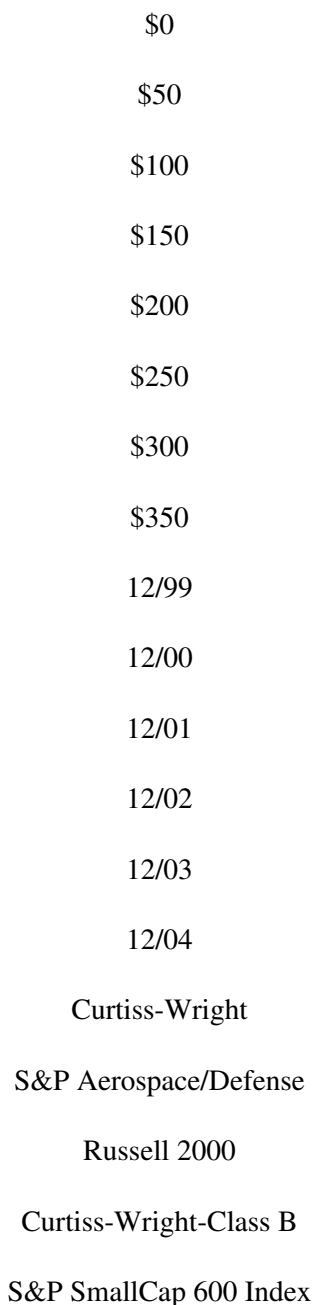 $0
$50
$100
$150
$200
$250
$300
$350
12/99
12/00
12/01
12/02
12/03
12/04
Curtiss-Wright
S&P Aerospace/Defense
Russell 2000
Curtiss-Wright-Class B
S&P SmallCap 600 Index